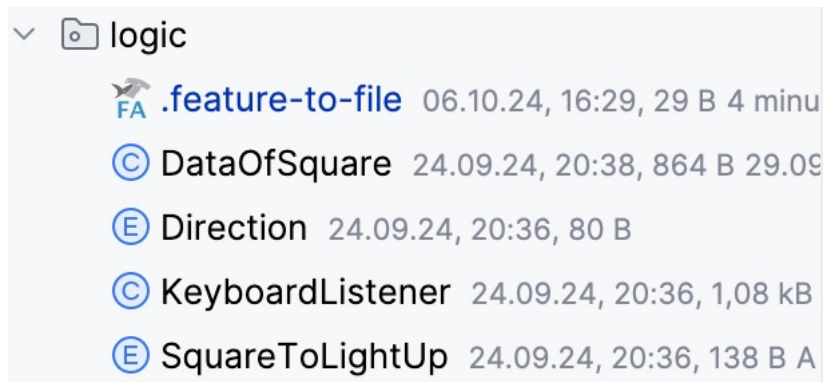 logic
FA .feature-to-file 06.10.24, 16:29, 29 B 4 minu
C DataOfSquare 24.09.24, 20:38, 864 B 29.09
E Direction 24.09.24, 20:36, 80 B
C KeyboardListener 24.09.24, 20:36, 1,08 kB
E SquareToLightUp 24.09.24, 20:36, 138 B A